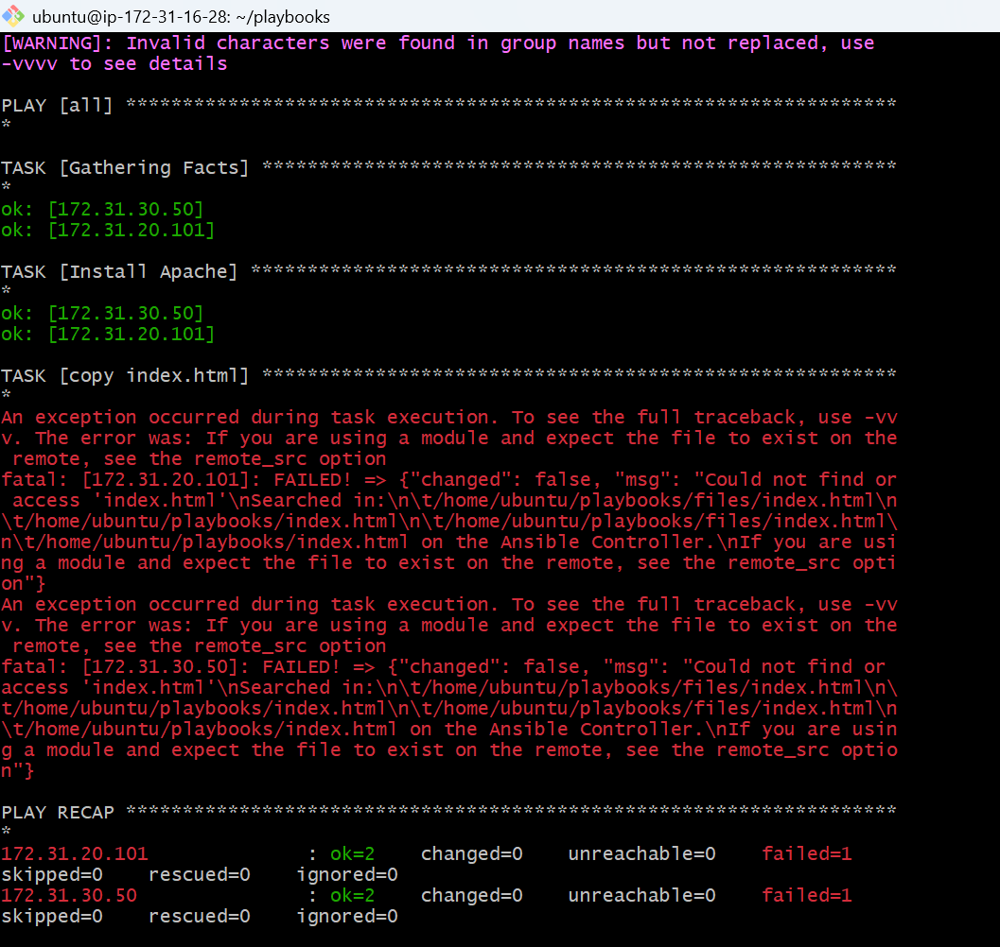 ubuntu@ip-172-31-16-28: ~/playbooks
[WARNING]: Invalid characters were found in group names but not replaced, use
-vvvv to see details
PLAY [all] ********************************************************************
*
TASK [Gathering Facts] ********************************************************
*
ok: [172.31.30.50]
ok: [172.31.20.101]
TASK [Install Apache] *********************************************************
*
ok: [172.31.30.50]
ok: [172.31.20.101]
TASK [copy index.html] ********************************************************
*
An exception occurred during task execution. To see the full traceback, use -vv
v. The error was: If you are using a module and expect the file to exist on the
 remote, see the remote_src option
fatal: [172.31.20.101]: FAILED! => {"changed": false, "msg": "Could not find or
 access 'index.html'\nSearched in:\n\t/home/ubuntu/playbooks/files/index.html\n
\t/home/ubuntu/playbooks/index.html\n\t/home/ubuntu/playbooks/files/index.html\
n\t/home/ubuntu/playbooks/index.html on the Ansible Controller.\nIf you are usi
ng a module and expect the file to exist on the remote, see the remote_src opti
on"}
An exception occurred during task execution. To see the full traceback, use -vv
v. The error was: If you are using a module and expect the file to exist on the
 remote, see the remote_src option
fatal: [172.31.30.50]: FAILED! => {"changed": false, "msg": "Could not find or 
access 'index.html'\nSearched in:\n\t/home/ubuntu/playbooks/files/index.html\n\
t/home/ubuntu/playbooks/index.html\n\t/home/ubuntu/playbooks/files/index.html\n
\t/home/ubuntu/playbooks/index.html on the Ansible Controller.\nIf you are usin
g a module and expect the file to exist on the remote, see the remote_src optio
n"}
PLAY RECAP ********************************************************************
*
172.31.20.101              : ok=2    changed=0    unreachable=0    failed=1
skipped=0    rescued=0    ignored=0
172.31.30.50               : ok=2    changed=0    unreachable=0    failed=1
skipped=0    rescued=0    ignored=0